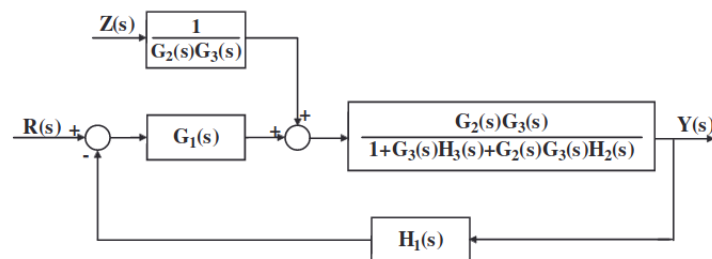 Z(s)
1
G₂(s)G₃(s)
+
R(s) +
-
G₁(s)
+
G₂(s)G₃(s)
1+G₃(s)H₃(s)+G₂(s)G₃(s)H₂(s)
Y(s)
H₁(s)